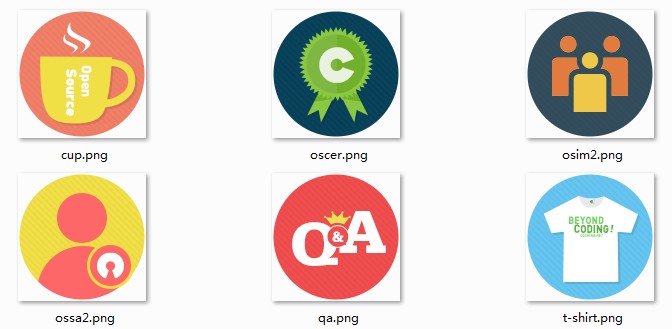 Open
Source
C
cup.png
oscer.png
osim2.png
Q&A
BEYOND
CODING!
ossa2.png
qa.png
t-shirt.png